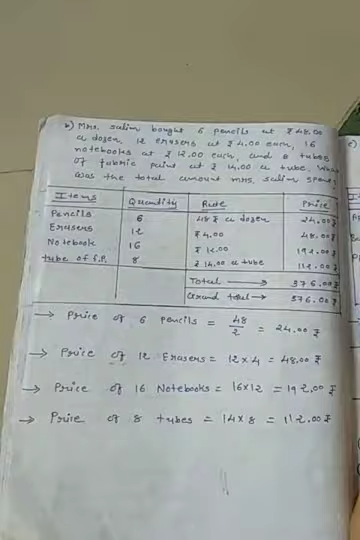 b) Mrs. Salim bought 6 pencils at ₹48.00
a dozen, 12 erasers at ₹4.00 each, 16
notebooks at ₹12.00 each, and 8 tubes
of fabric paint at ₹14.00 a tube. What
was the total amount mrs. salim spent
Items Quantity Rate Price
Pencils 6 48₹ a dozen 24.00₹
Erasers 12 ₹4.00 48.00₹
Notebook 16 ₹12.00 192.00₹
tube of F.P. 8 ₹14.00 a tube 112.00₹
Total → 376.00₹
Grand total → 376.00₹
→ Price of 6 pencils = 48/2 = 24.00₹
→ Price of 12 Erasers = 12×4 = 48.00₹
→ Price of 16 Notebooks = 16×12 = 192.00₹
→ Price of 8 tubes = 14×8 = 112.00₹